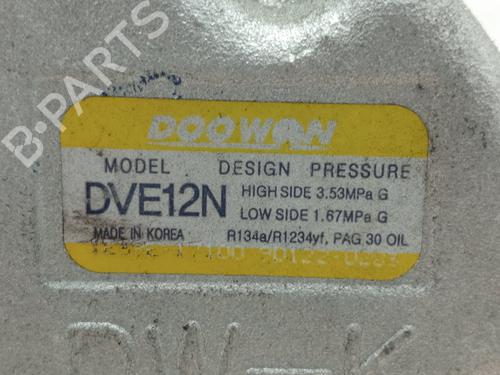 B-PARTS
DOOWON
MODEL DESIGN PRESSURE
DVE12N HIGH SIDE 3.53MPa G
LOW SIDE 1.67MPa G
MADE IN KOREA R134a/R1234yf, PAG 30 OIL